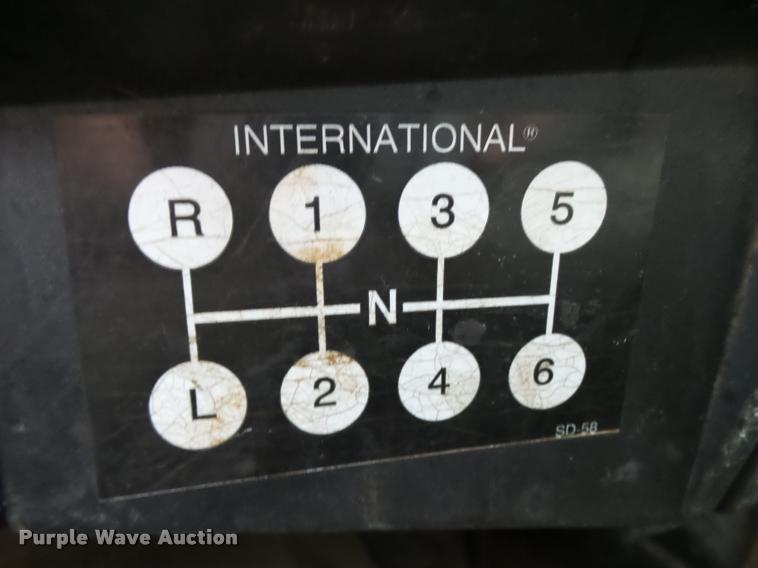 INTERNATIONAL®
R 1 3 5
N
L 2 4 6
SD-58
Purple Wave Auction